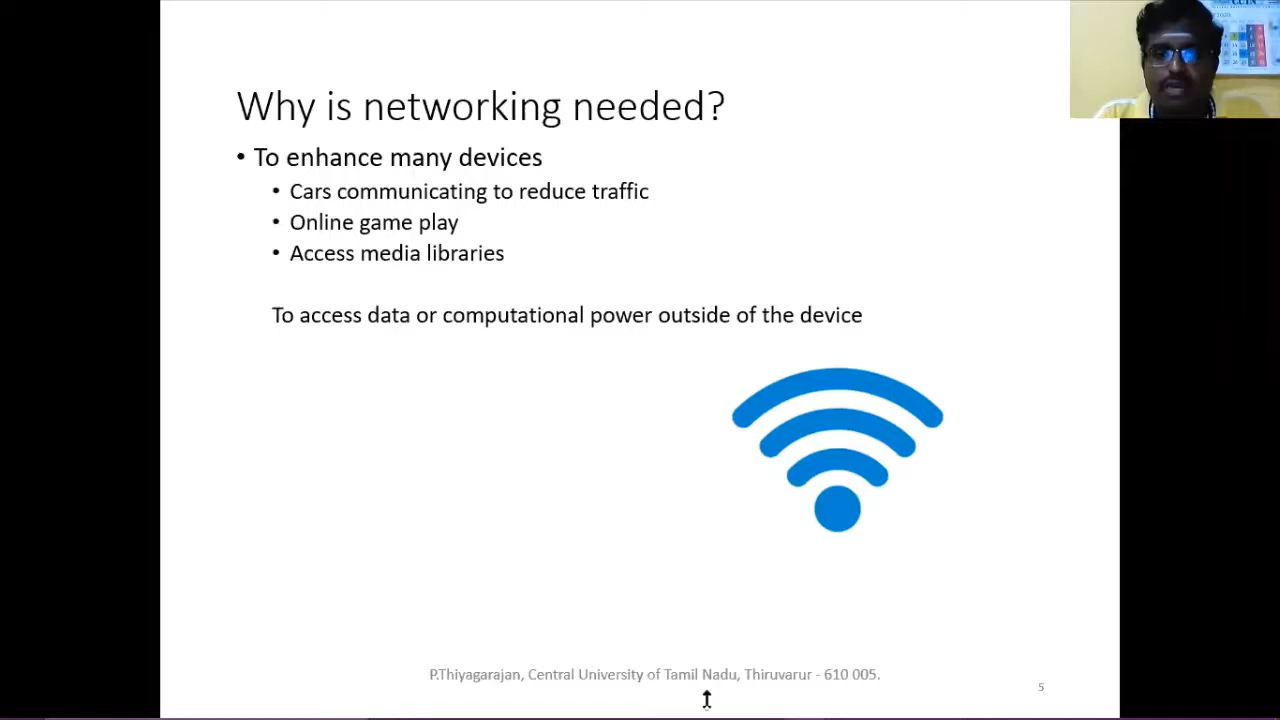 Why is networking needed?
• To enhance many devices
• Cars communicating to reduce traffic
• Online game play
• Access media libraries
To access data or computational power outside of the device
P.Thiyagarajan, Central University of Tamil Nadu, Thiruvarur - 610 005.
5